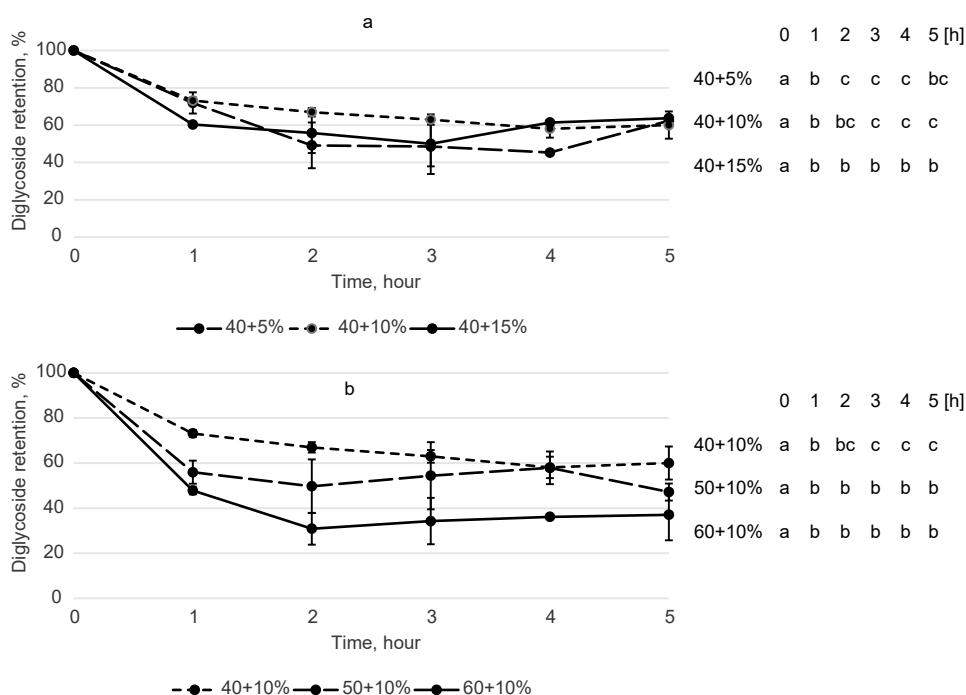 a
Diglycoside retention, %
100
80
60
40
20
0
0 1 2 3 4 5
Time, hour
40+5% 40+10% 40+15%
0 1 2 3 4 5 [h]
40+5% a b c c c bc
40+10% a b bc c c c
40+15% a b b b b b
b
Diglycoside retention, %
100
80
60
40
20
0
0 1 2 3 4 5
Time, hour
40+10% 50+10% 60+10%
0 1 2 3 4 5 [h]
40+10% a b bc c c c
50+10% a b b b b b
60+10% a b b b b b